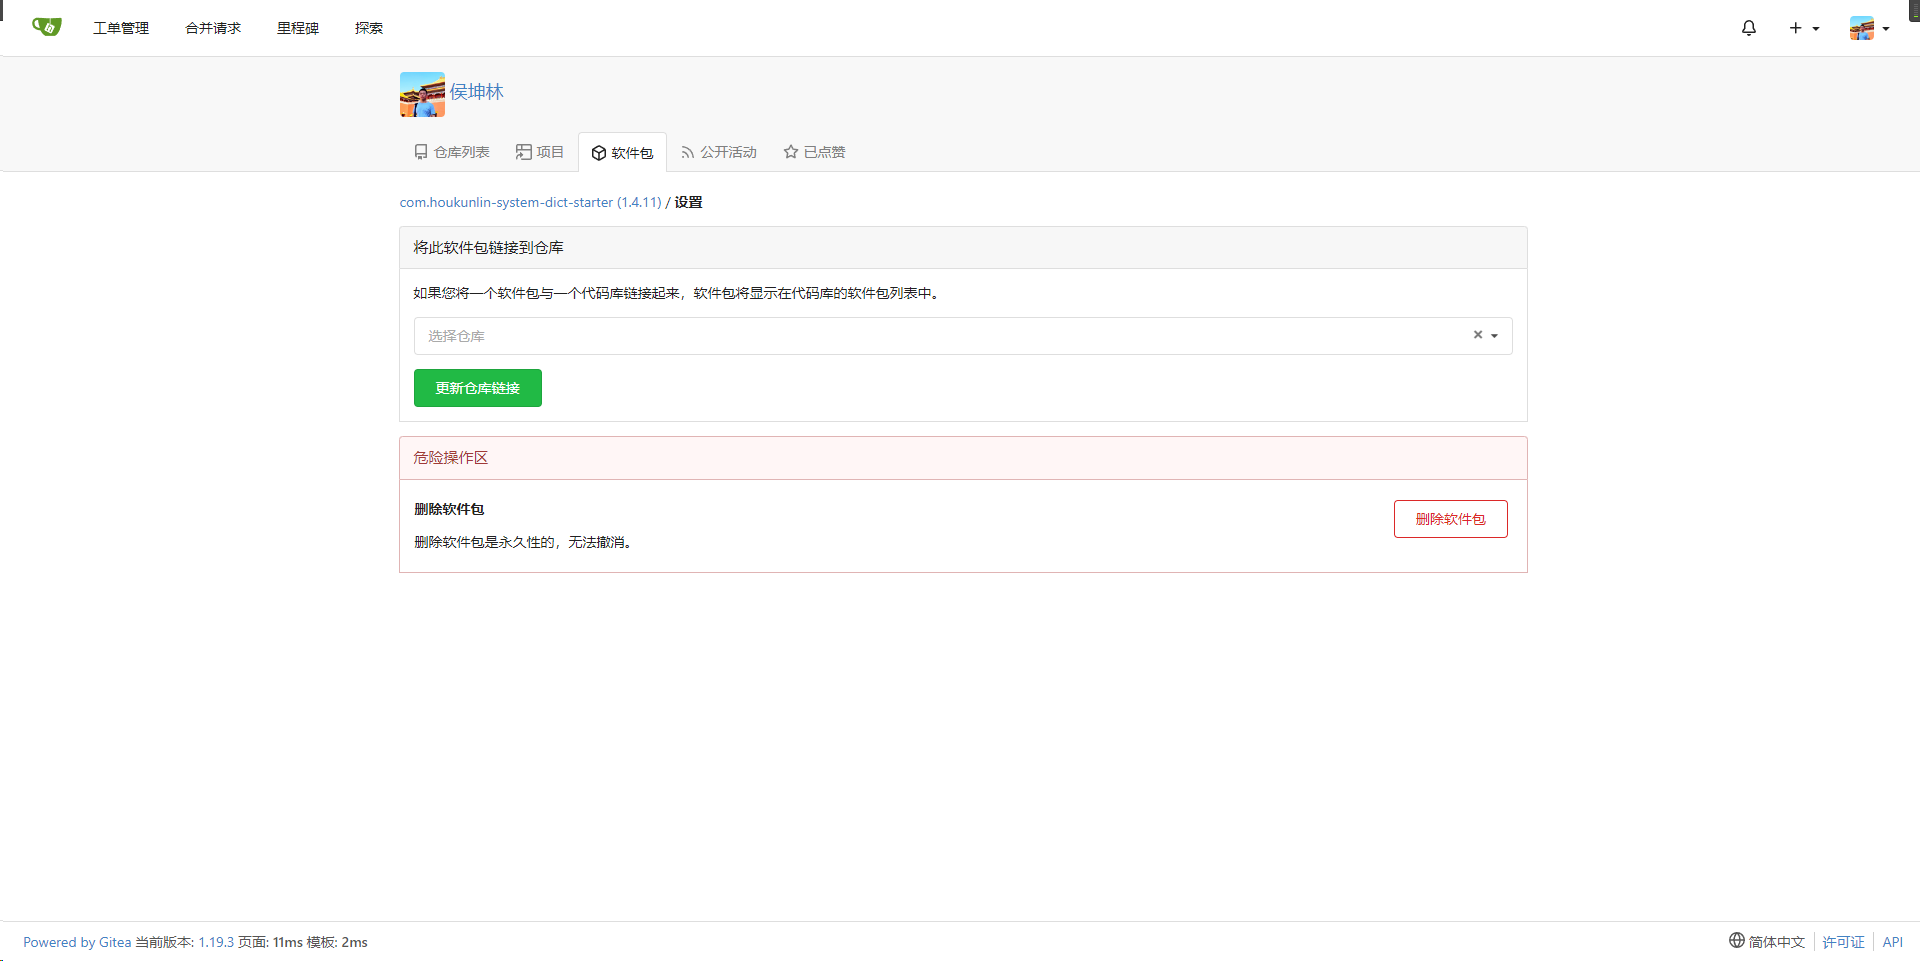 工单管理 合并请求 里程碑 探索
侯坤林
仓库列表 项目 软件包 公开活动 已点赞
com.houkunlin-system-dict-starter (1.4.11) / 设置
将此软件包链接到仓库
如果您将一个软件包与一个代码库链接起来，软件包将显示在代码库的软件包列表中。
选择仓库
更新仓库链接
危险操作区
删除软件包
删除软件包
删除软件包是永久性的，无法撤消。
Powered by Gitea 当前版本: 1.19.3 页面: 11ms 模板: 2ms
简体中文 许可证 API